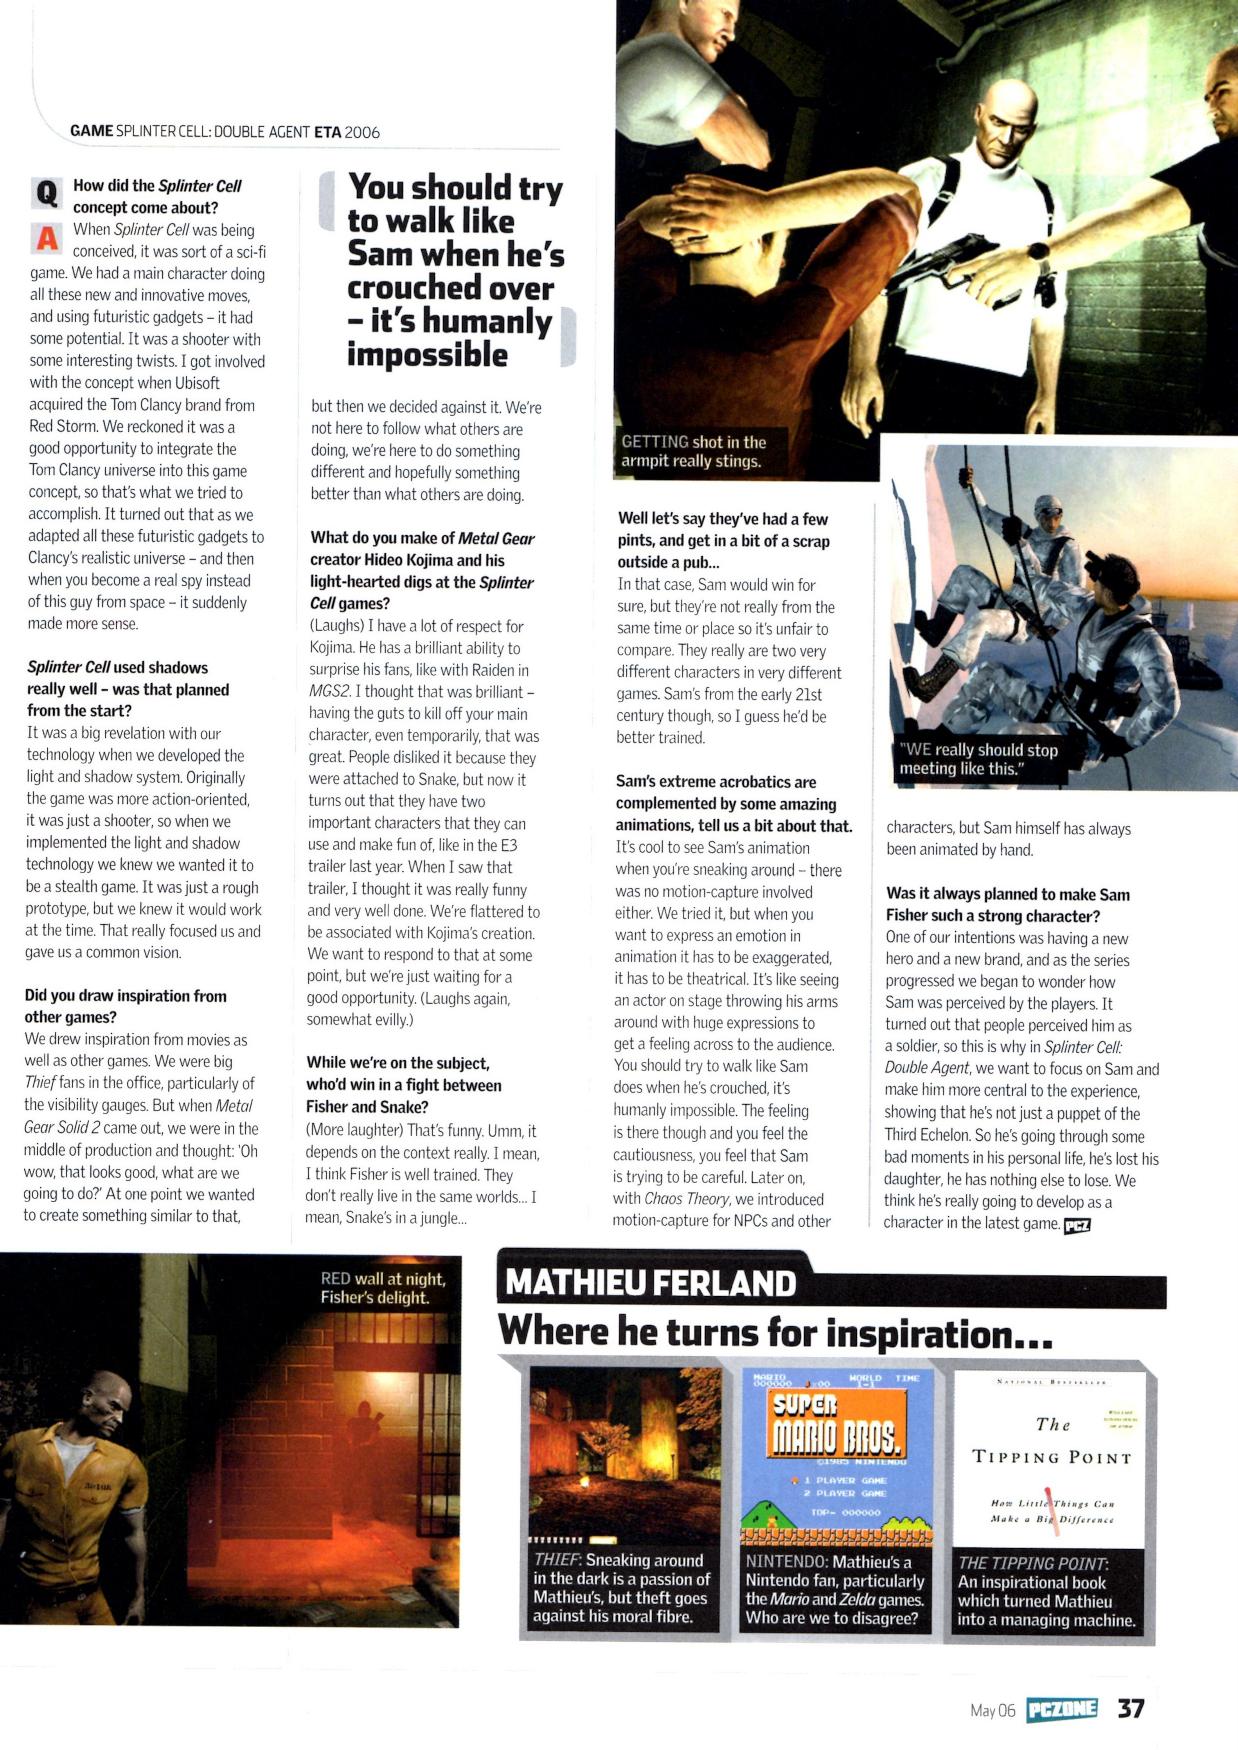 GAME SPLINTER CELL: DOUBLE AGENT ETA 2006
Q How did the Splinter Cell
concept come about?
A When Splinter Cell was being
conceived, it was sort of a sci-fi
game. We had a main character doing
all these new and innovative moves,
and using futuristic gadgets – it had
some potential. It was a shooter with
some interesting twists. I got involved
with the concept when Ubisoft
acquired the Tom Clancy brand from
Red Storm. We reckoned it was a
good opportunity to integrate the
Tom Clancy universe into this game
concept, so that's what we tried to
accomplish. It turned out that as we
adapted all these futuristic gadgets to
Clancy's realistic universe – and then
when you become a real spy instead
of this guy from space – it suddenly
made more sense.
Splinter Cell used shadows
really well – was that planned
from the start?
It was a big revelation with our
technology when we developed the
light and shadow system. Originally
the game was more action-oriented,
it was just a shooter, so when we
implemented the light and shadow
technology we knew we wanted it to
be a stealth game. It was just a rough
prototype, but we knew it would work
at the time. That really focused us and
gave us a common vision.
Did you draw inspiration from
other games?
We drew inspiration from movies as
well as other games. We were big
Thief fans in the office, particularly of
the visibility gauges. But when Metal
Gear Solid 2 came out, we were in the
middle of production and thought: 'Oh
wow, that looks good, what are we
going to do?' At one point we wanted
to create something similar to that,
You should try
to walk like
Sam when he's
crouched over
– it's humanly
impossible
but then we decided against it. We're
not here to follow what others are
doing, we're here to do something
different and hopefully something
better than what others are doing.
What do you make of Metal Gear
creator Hideo Kojima and his
light-hearted digs at the Splinter
Cell games?
(Laughs) I have a lot of respect for
Kojima. He has a brilliant ability to
surprise his fans, like with Raiden in
MGS2. I thought that was brilliant –
having the guts to kill off your main
character, even temporarily, that was
great. People disliked it because they
were attached to Snake, but now it
turns out that they have two
important characters that they can
use and make fun of, like in the E3
trailer last year. When I saw that
trailer, I thought it was really funny
and very well done. We're flattered to
be associated with Kojima's creation.
We want to respond to that at some
point, but we're just waiting for a
good opportunity. (Laughs again,
somewhat evilly.)
While we're on the subject,
who'd win in a fight between
Fisher and Snake?
(More laughter) That's funny. Umm, it
depends on the context really. I mean,
I think Fisher is well trained. They
don't really live in the same worlds... I
mean, Snake's in a jungle...
GETTING shot in the
armpit really stings.
Well let's say they've had a few
pints, and get in a bit of a scrap
outside a pub...
In that case, Sam would win for
sure, but they're not really from the
same time or place so it's unfair to
compare. They really are two very
different characters in very different
games. Sam's from the early 21st
century though, so I guess he'd be
better trained.
Sam's extreme acrobatics are
complemented by some amazing
animations, tell us a bit about that.
It's cool to see Sam's animation
when you're sneaking around – there
was no motion-capture involved
either. We tried it, but when you
want to express an emotion in
animation it has to be exaggerated,
it has to be theatrical. It's like seeing
an actor on stage throwing his arms
around with huge expressions to
get a feeling across to the audience.
You should try to walk like Sam
does when he's crouched, it's
humanly impossible. The feeling
is there though and you feel the
cautiousness, you feel that Sam
is trying to be careful. Later on,
with Chaos Theory, we introduced
motion-capture for NPCs and other
"WE really should stop
meeting like this."
characters, but Sam himself has always
been animated by hand.
Was it always planned to make Sam
Fisher such a strong character?
One of our intentions was having a new
hero and a new brand, and as the series
progressed we began to wonder how
Sam was perceived by the players. It
turned out that people perceived him as
a soldier, so this is why in Splinter Cell:
Double Agent, we want to focus on Sam and
make him more central to the experience,
showing that he's not just a puppet of the
Third Echelon. So he's going through some
bad moments in his personal life, he's lost his
daughter, he has nothing else to lose. We
think he's really going to develop as a
character in the latest game. PCZ
RED wall at night,
Fisher's delight.
MATHIEU FERLAND
Where he turns for inspiration...
THIEF: Sneaking around
in the dark is a passion of
Mathieu's, but theft goes
against his moral fibre.
MARIO WORLD TIME
000000 x00 1-1
SUPER
MARIO BROS.
©1985 NINTENDO
1 PLAYER GAME
2 PLAYER GAME
TOP- 000000
NINTENDO: Mathieu's a
Nintendo fan, particularly
the Mario and Zelda games.
Who are we to disagree?
NATIONAL BESTSELLER
The
TIPPING POINT
How Little Things Can
Make a Big Difference
THE TIPPING POINT:
An inspirational book
which turned Mathieu
into a managing machine.
May 06 PCZONE 37